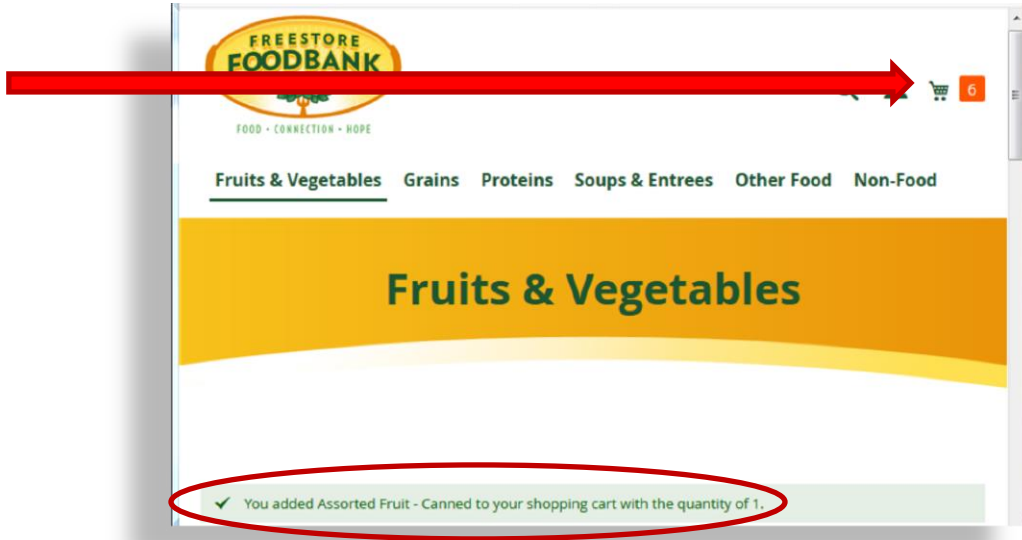 FREESTORE
FOODBANK
FOOD • CONNECTION • HOPE
6
Fruits & Vegetables Grains Proteins Soups & Entrees Other Food Non-Food
Fruits & Vegetables
You added Assorted Fruit - Canned to your shopping cart with the quantity of 1.